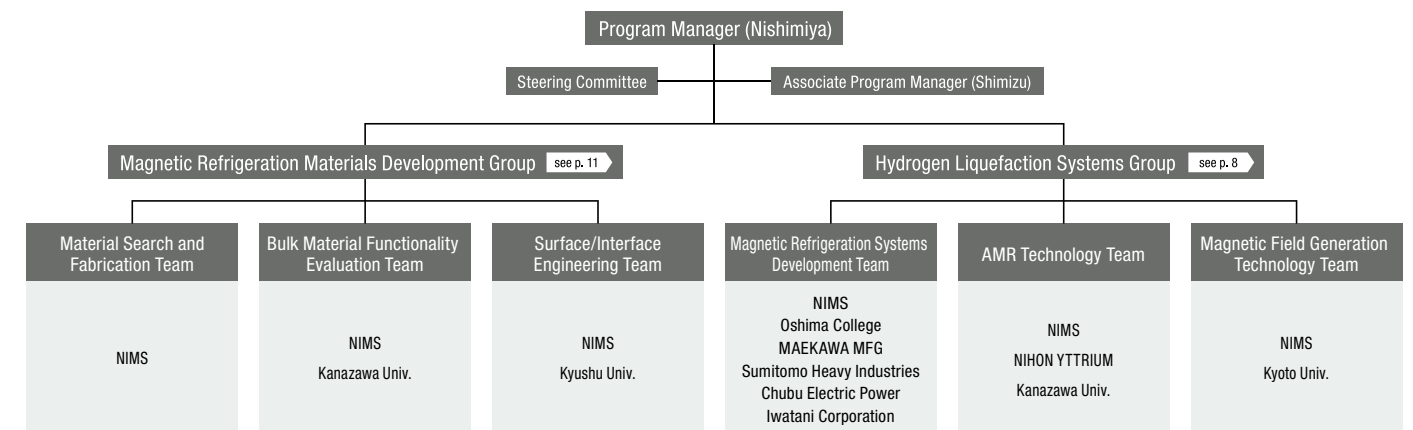 Program Manager (Nishimiya)
Steering Committee
Associate Program Manager (Shimizu)
Magnetic Refrigeration Materials Development Group
see p. 11
Hydrogen Liquefaction Systems Group
see p. 8
Material Search and
Fabrication Team
NIMS
Bulk Material Functionality
Evaluation Team
NIMS
Kanazawa Univ.
Surface/Interface
Engineering Team
NIMS
Kyushu Univ.
Magnetic Refrigeration Systems
Development Team
NIMS
Oshima College
MAEKAWA MFG
Sumitomo Heavy Industries
Chubu Electric Power
Iwatani Corporation
AMR Technology Team
NIMS
NIHON YTTRIUM
Kanazawa Univ.
Magnetic Field Generation
Technology Team
NIMS
Kyoto Univ.